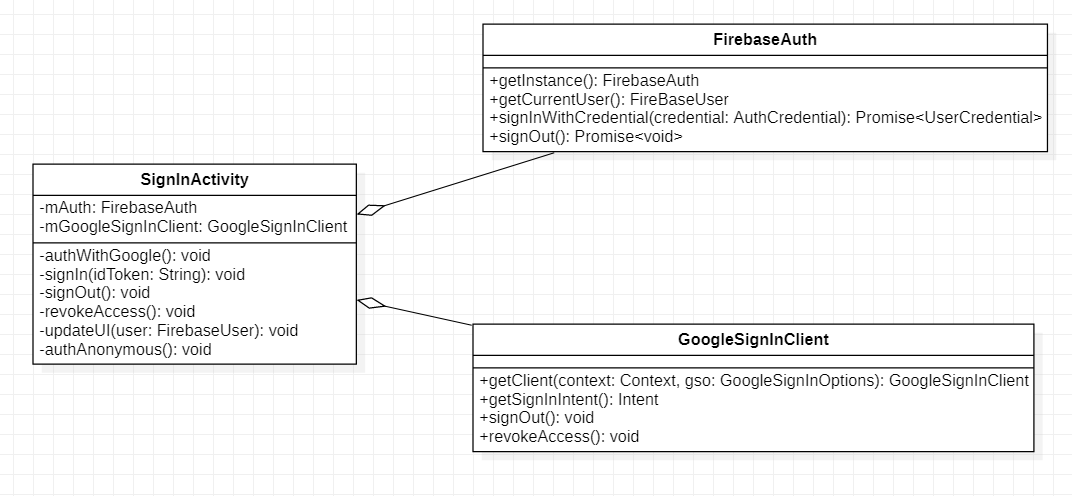 FirebaseAuth
+getInstance(): FirebaseAuth
+getCurrentUser(): FireBaseUser
+signInWithCredential(credential: AuthCredential): Promise<UserCredential>
+signOut(): Promise<void>
SignInActivity
-mAuth: FirebaseAuth
-mGoogleSignInClient: GoogleSignInClient
-authWithGoogle(): void
-signIn(idToken: String): void
-signOut(): void
-revokeAccess(): void
-updateUI(user: FirebaseUser): void
-authAnonymous(): void
GoogleSignInClient
+getClient(context: Context, gso: GoogleSignInOptions): GoogleSignInClient
+getSignInIntent(): Intent
+signOut(): void
+revokeAccess(): void